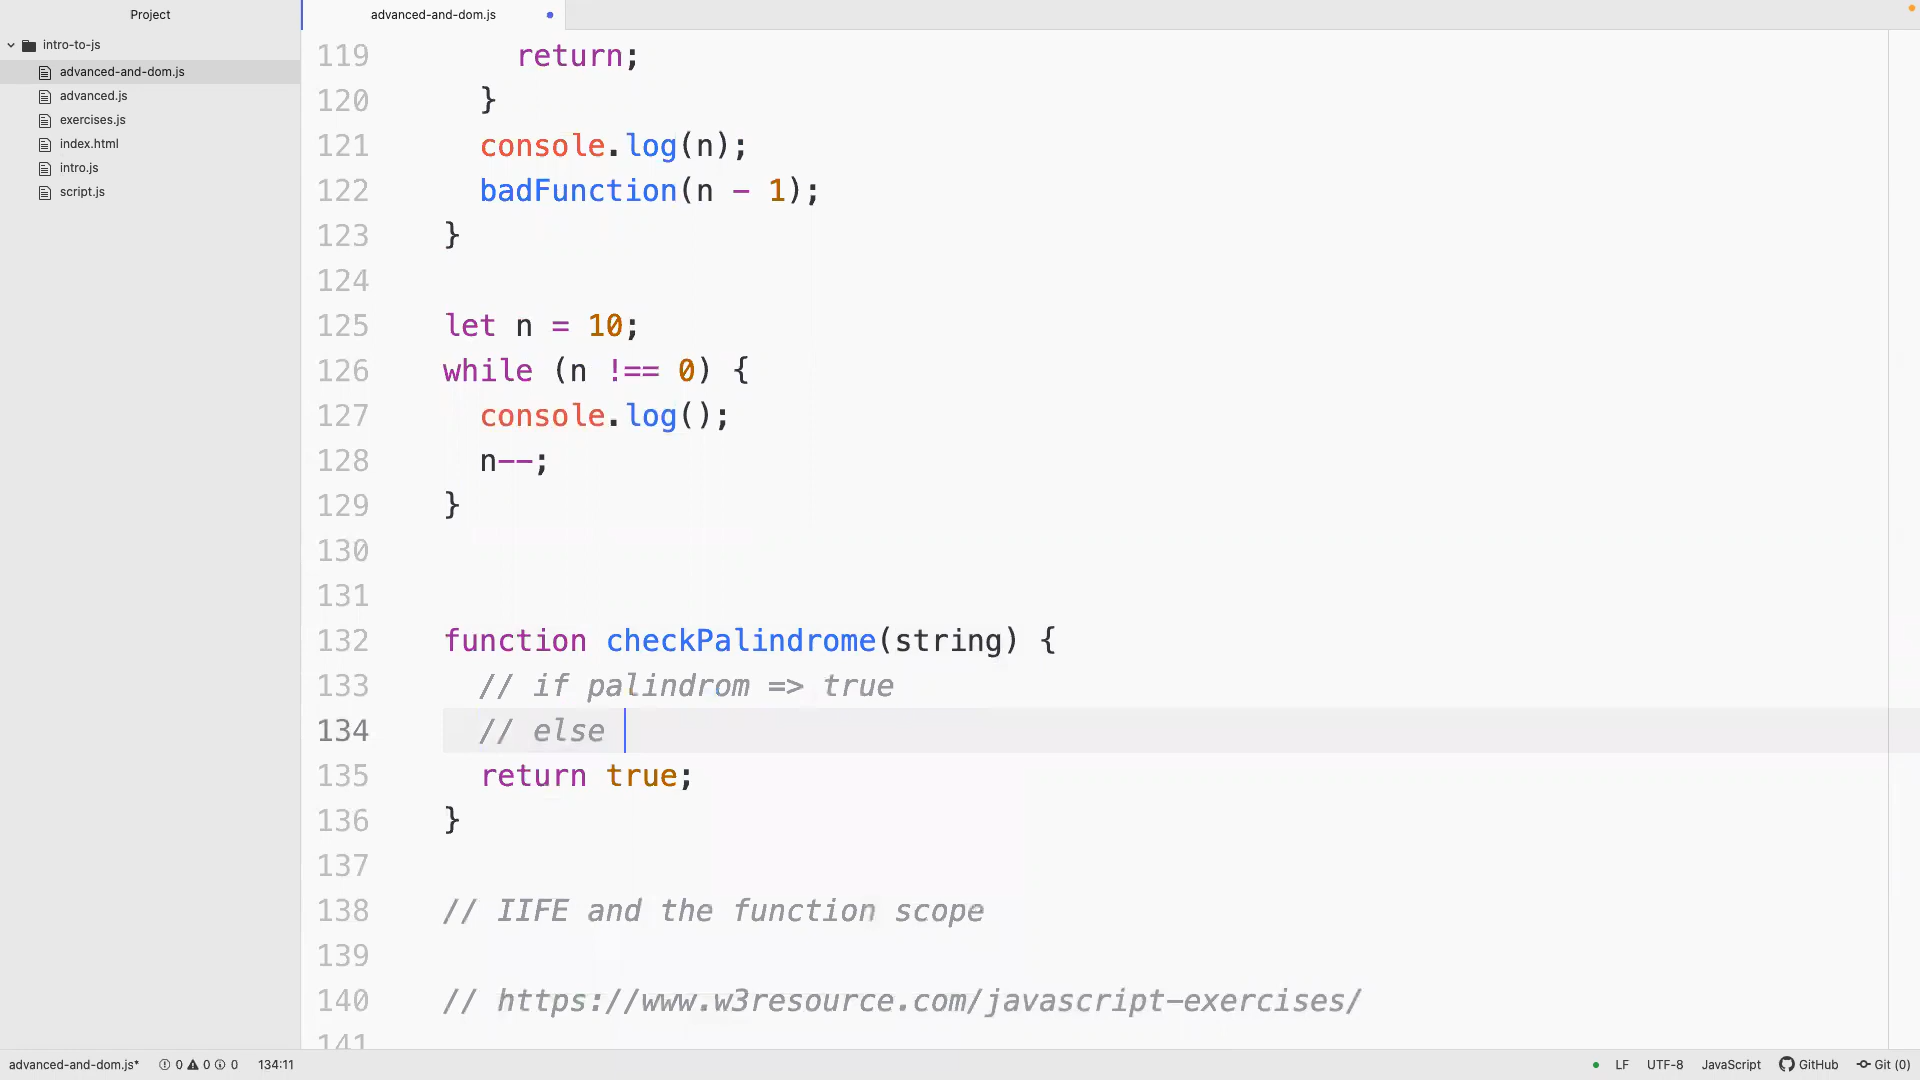 Project
advanced-and-dom.js
intro-to-js
advanced-and-dom.js
advanced.js
exercises.js
index.html
intro.js
script.js
119 return;
120 }
121 console.log(n);
122 badFunction(n - 1);
123 }
124
125 let n = 10;
126 while (n !== 0) {
127 console.log();
128 n--;
129 }
130
131
132 function checkPalindrome(string) {
133 // if palindrom => true
134 // else
135 return true;
136 }
137
138 // IIFE and the function scope
139
140 // https://www.w3resource.com/javascript-exercises/
141
advanced-and-dom.js* 0 0 0 134:11 LF UTF-8 JavaScript GitHub Git (0)